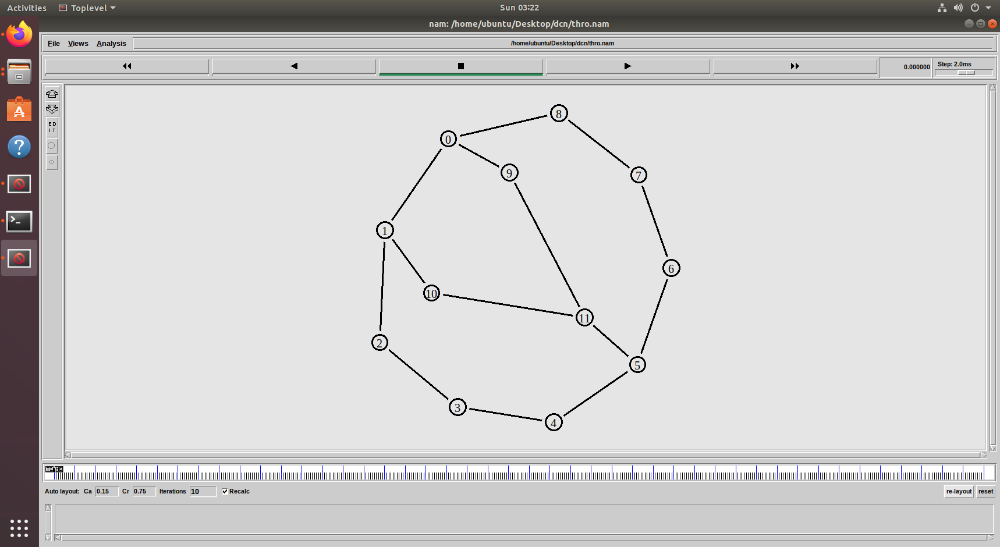 Activities
Toplevel
Sun 03:22
nam: /home/ubuntu/Desktop/dcn/thro.nam
File Views Analysis
/home/ubuntu/Desktop/dcn/thro.nam
0.000000
Step: 2.0ms
ED
IT
8
0
9
7
1
6
10
11
2
5
3
4
TIME
Auto layout: Ca 0.15 Cr 0.75 Iterations 10 Recalc
re-layout reset